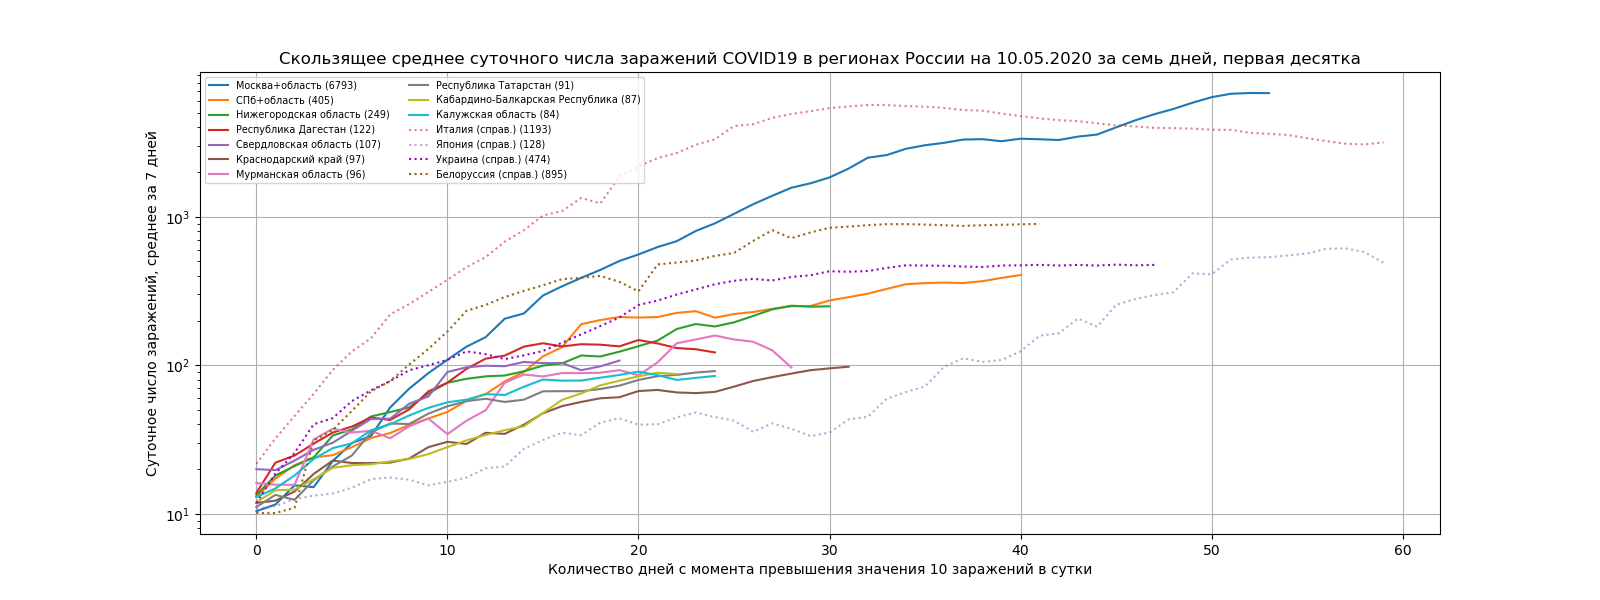 Скользящее среднее суточного числа заражений COVID19 в регионах России на 10.05.2020 за семь дней, первая десятка
Суточное число заражений, среднее за 7 дней
10³
10²
10¹
Москва+область (6793)
СПб+область (405)
Нижегородская область (249)
Республика Дагестан (122)
Свердловская область (107)
Краснодарский край (97)
Мурманская область (96)
Республика Татарстан (91)
Кабардино-Балкарская Республика (87)
Калужская область (84)
Италия (справ.) (1193)
Япония (справ.) (128)
Украина (справ.) (474)
Белоруссия (справ.) (895)
0 10 20 30 40 50 60
Количество дней с момента превышения значения 10 заражений в сутки